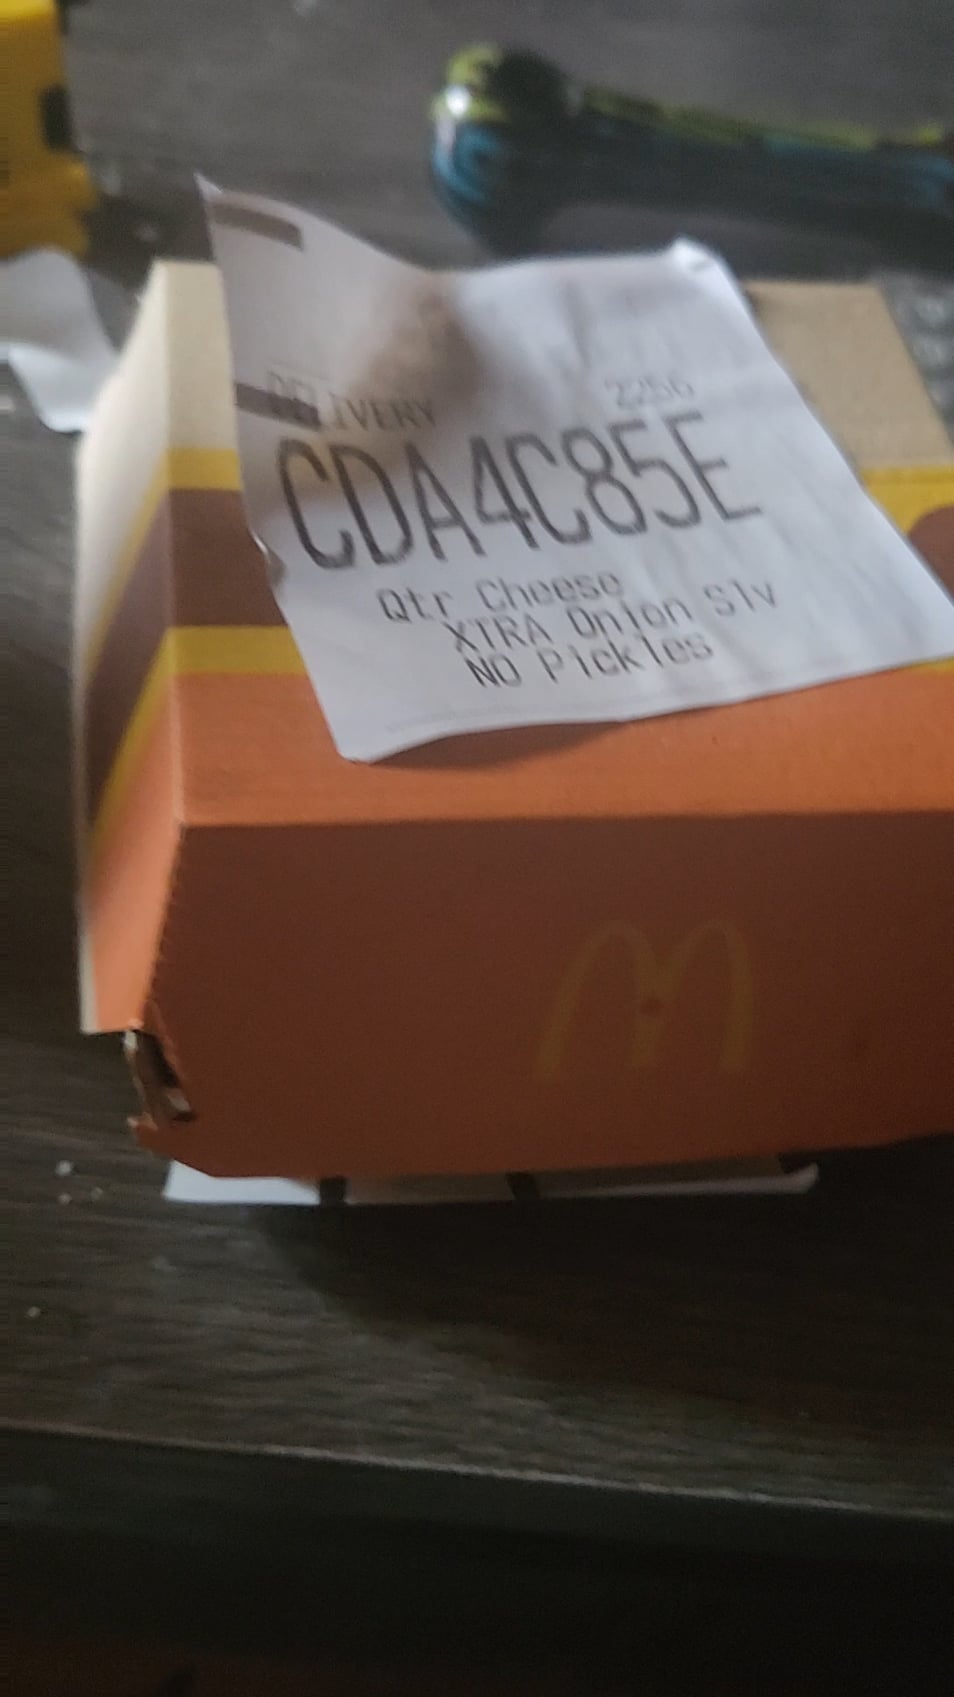 DELIVERY 2256
CDA4C85E
Qtr Cheese
XTRA Onion Slv
NO Pickles